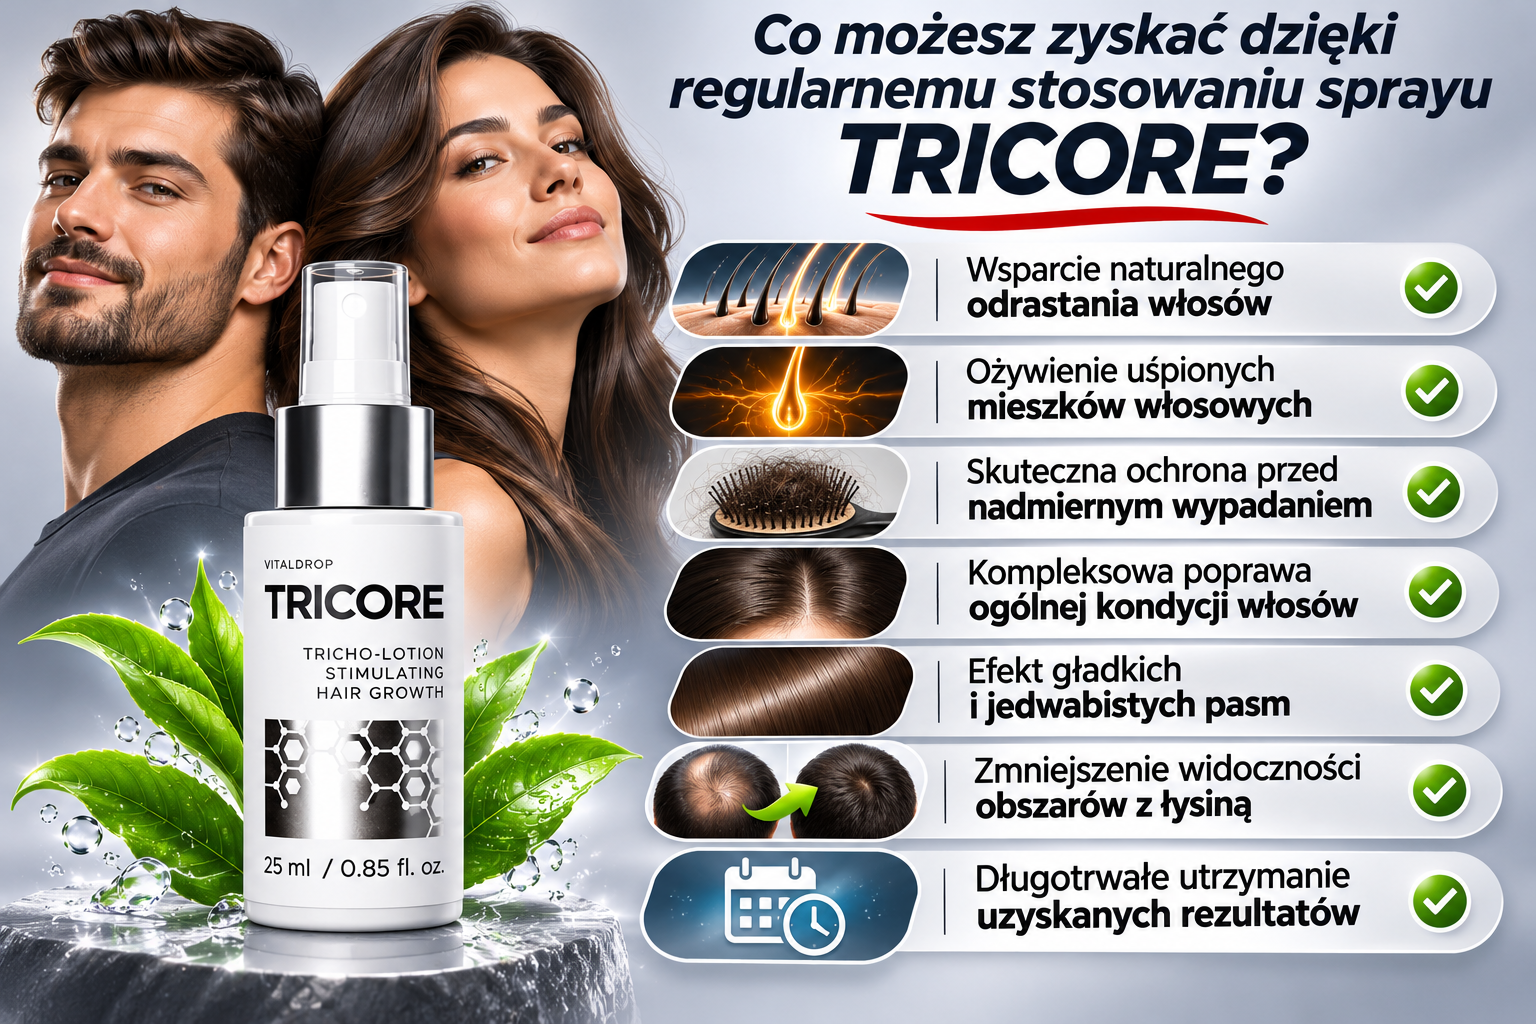 Co możesz zyskać dzięki
regularnemu stosowaniu sprayu
TRICORE?
Wsparcie naturalnego
odrastania włosów
Ożywienie uśpionych
mieszków włosowych
Skuteczna ochrona przed
nadmiernym wypadaniem
Kompleksowa poprawa
ogólnej kondycji włosów
Efekt gładkich
i jedwabistych pasm
Zmniejszenie widoczności
obszarów z łysiną
Długotrwałe utrzymanie
uzyskanych rezultatów
VITALDROP
TRICORE
TRICHO-LOTION
STIMULATING
HAIR GROWTH
25 ml / 0.85 fl. oz.